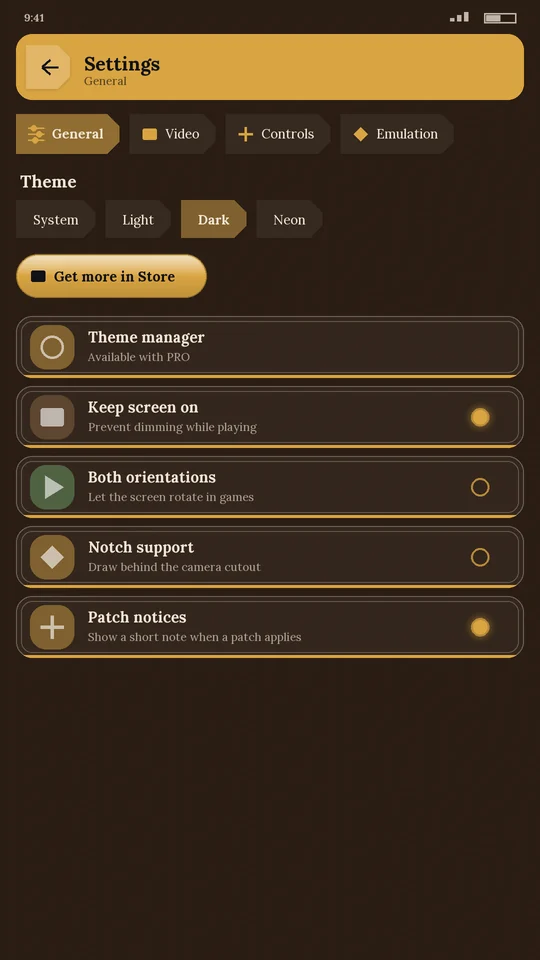 9:41
Settings
General
General
Video
Controls
Emulation
Theme
System
Light
Dark
Neon
Get more in Store
Theme manager
Available with PRO
Keep screen on
Prevent dimming while playing
Both orientations
Let the screen rotate in games
Notch support
Draw behind the camera cutout
Patch notices
Show a short note when a patch applies